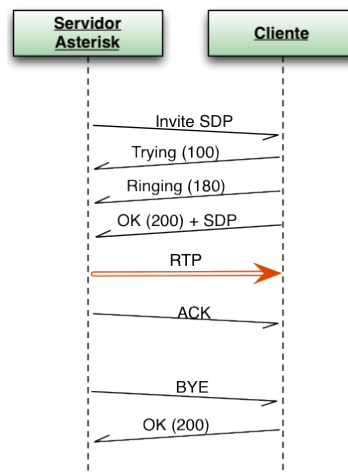 Servidor
Asterisk
Cliente
Invite SDP
Trying (100)
Ringing (180)
OK (200) + SDP
RTP
ACK
BYE
OK (200)